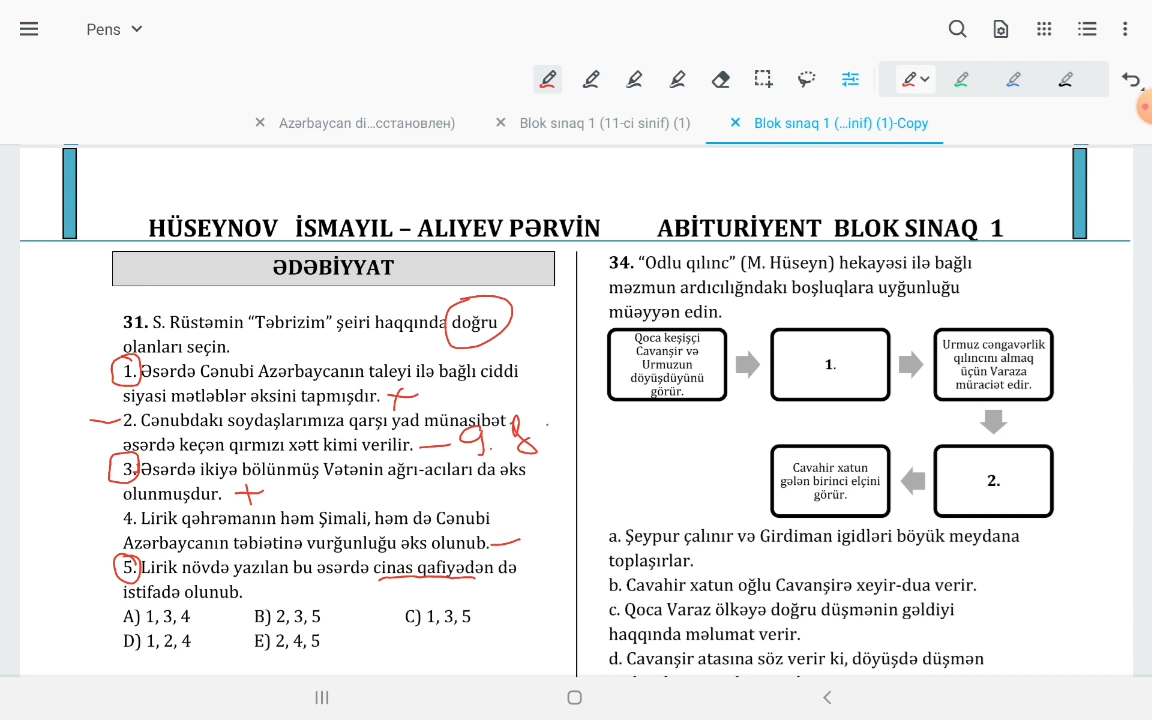 Pens
Azərbaycan di...сстановлен)
Blok sınaq 1 (11-ci sinif) (1)
Blok sınaq 1 (...inif) (1)-Copy
HÜSEYNOV İSMAYIL – ALIYEV PƏRVİN ABİTURİYENT BLOK SINAQ 1
ƏDƏBİYYAT
31. S. Rüstəmin “Təbrizim” şeiri haqqında doğru
olanları seçin.
1. Əsərdə Cənubi Azərbaycanın taleyi ilə bağlı ciddi
siyasi mətləblər əksini tapmışdır. +
2. Cənubdakı soydaşlarımıza qarşı yad münasibət
əsərdə keçən qırmızı xətt kimi verilir.
3. Əsərdə ikiyə bölünmüş Vətənin ağrı-acıları da əks
olunmuşdur. +
4. Lirik qəhrəmanın həm Şimali, həm də Cənubi
Azərbaycanın təbiətinə vurğunluğu əks olunub.
5. Lirik növdə yazılan bu əsərdə cinas qafiyədən də
istifadə olunub.
A) 1, 3, 4 B) 2, 3, 5 C) 1, 3, 5
D) 1, 2, 4 E) 2, 4, 5
34. “Odlu qılınc” (M. Hüseyn) hekayəsi ilə bağlı
məzmun ardıcılığndakı boşluqlara uyğunluğu
müəyyən edin.
Qoca keşişçi
Cavanşir və
Urmuzun
döyüşdüyünü
görür.
1.
Urmuz cəngavərlik
qılıncını almaq
üçün Varaza
müraciət edir.
Cavahir xatun
gələn birinci elçini
görür.
2.
a. Şeypur çalınır və Girdiman igidləri böyük meydana
toplaşırlar.
b. Cavahir xatun oğlu Cavanşirə xeyir-dua verir.
c. Qoca Varaz ölkəyə doğru düşmənin gəldiyi
haqqında məlumat verir.
d. Cavanşir atasına söz verir ki, döyüşdə düşmən